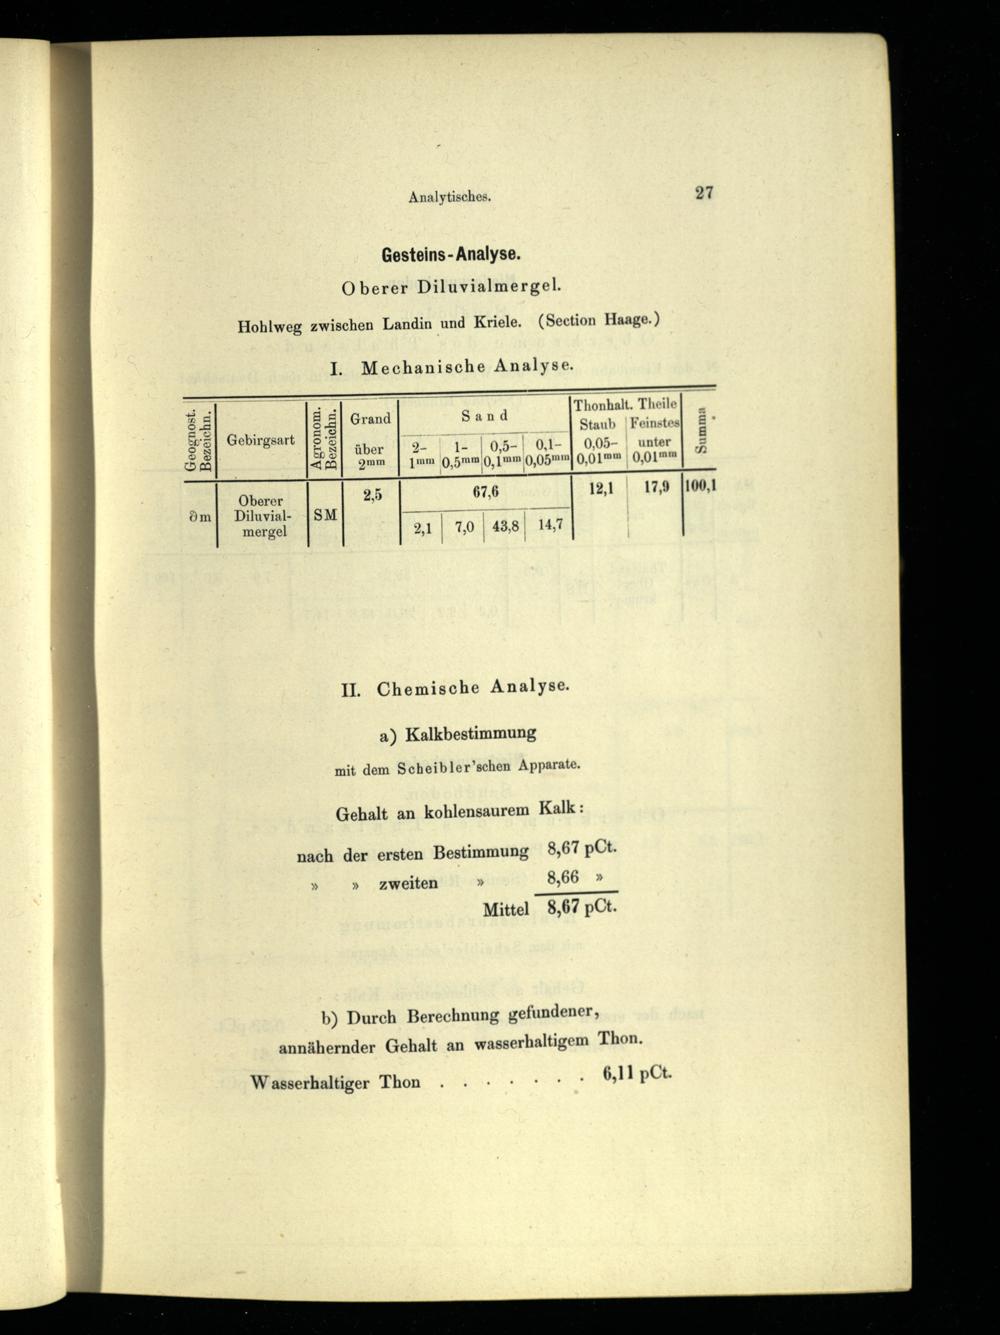 Analytisches. 27
Gesteins-Analyse.
Oberer Diluvialmergel.
Hohlweg zwischen Landin und Kriele. (Section Haage.)
I. Mechanische Analyse.
Geognost. Bezeichn. Gebirgsart Agronom. Bezeichn. Grand über 2mm Sand Thonhalt. Theile Summa
Staub Feinstes
2- 1mm 1- 0,5mm 0,5- 0,1mm 0,1- 0,05mm 0,05- 0,01mm unter 0,01mm
∂m Oberer Diluvial-mergel SM 2,5 67,6 12,1 17,9 100,1
2,1 7,0 43,8 14,7
II. Chemische Analyse.
a) Kalkbestimmung
mit dem Scheibler'schen Apparate.
Gehalt an kohlensaurem Kalk:
nach der ersten Bestimmung 8,67 pCt.
» » zweiten » 8,66 »
Mittel 8,67 pCt.
b) Durch Berechnung gefundener,
annähernder Gehalt an wasserhaltigem Thon.
Wasserhaltiger Thon . . . . . . . 6,11 pCt.